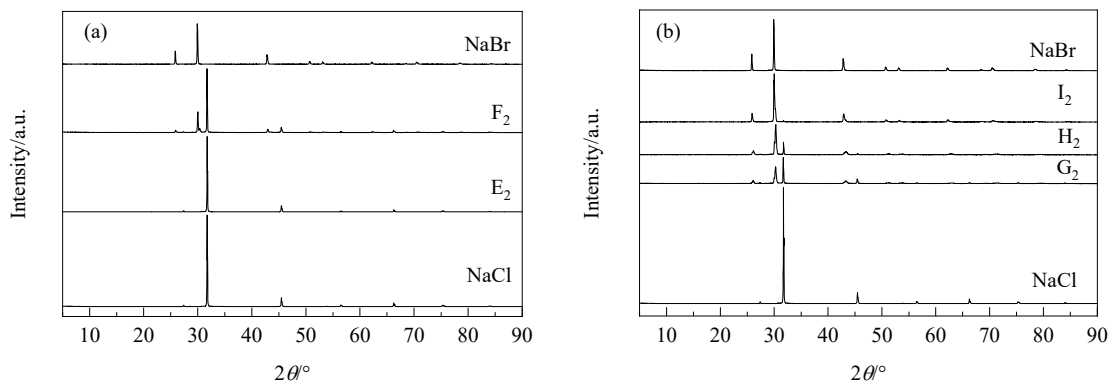 (a)
NaBr
F₂
E₂
NaCl
Intensity/a.u.
10 20 30 40 50 60 70 80 90
2θ/°
(b)
NaBr
I₂
H₂
G₂
NaCl
Intensity/a.u.
10 20 30 40 50 60 70 80 90
2θ/°